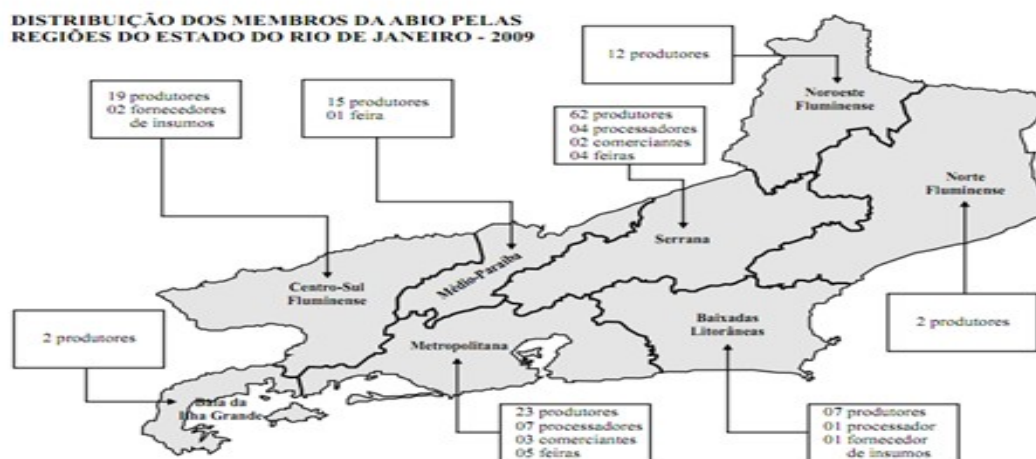 DISTRIBUIÇÃO DOS MEMBROS DA ABIO PELAS
REGIÕES DO ESTADO DO RIO DE JANEIRO - 2009
12 produtores
19 produtores
02 fornecedores
de insumos
15 produtores
01 feira
62 produtores
04 processadores
02 comerciantes
04 feiras
Noroeste
Fluminense
Norte
Fluminense
Serrana
Médio-Paraíba
Centro-Sul
Fluminense
Baixadas
Litorâneas
2 produtores
2 produtores
Metropolitana
Baía da
Ilha Grande
23 produtores
07 processadores
03 comerciantes
05 feiras
07 produtores
01 processador
01 fornecedor
de insumos